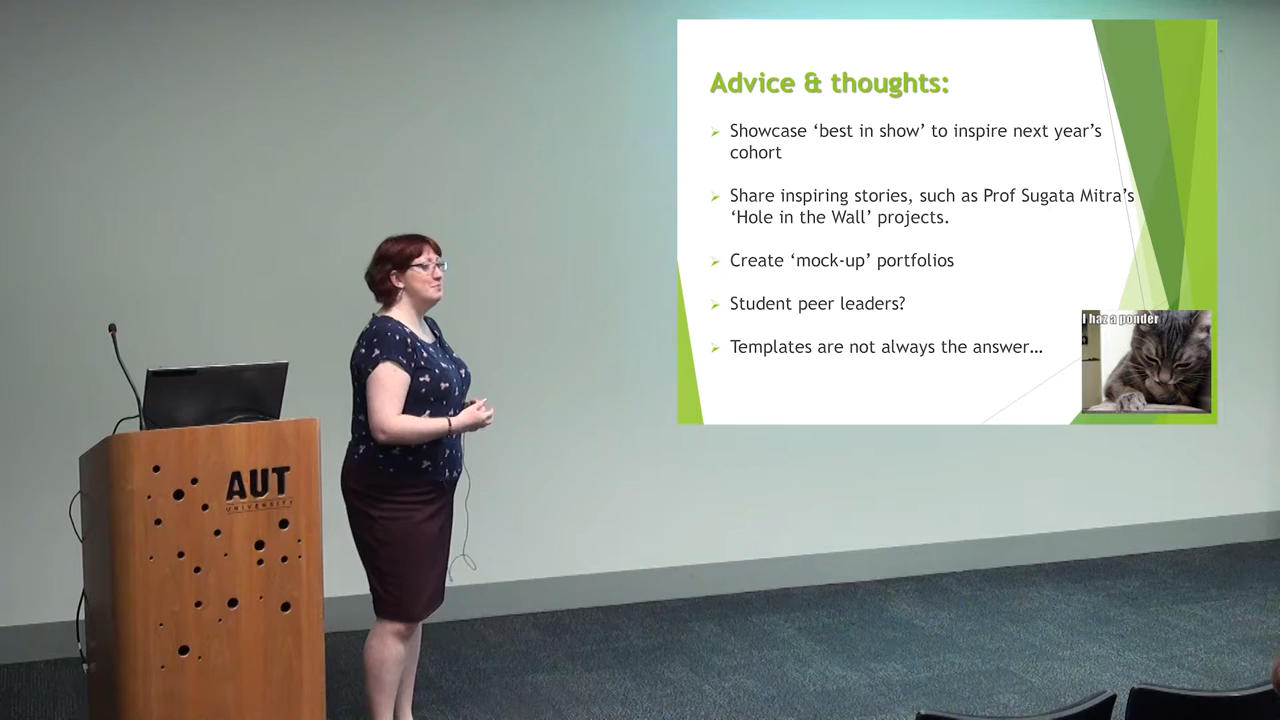 Advice & thoughts:
Showcase ‘best in show’ to inspire next year’s
cohort
Share inspiring stories, such as Prof Sugata Mitra’s
‘Hole in the Wall’ projects.
Create ‘mock-up’ portfolios
Student peer leaders?
Templates are not always the answer…
I haz a ponder
AUT
UNIVERSITY